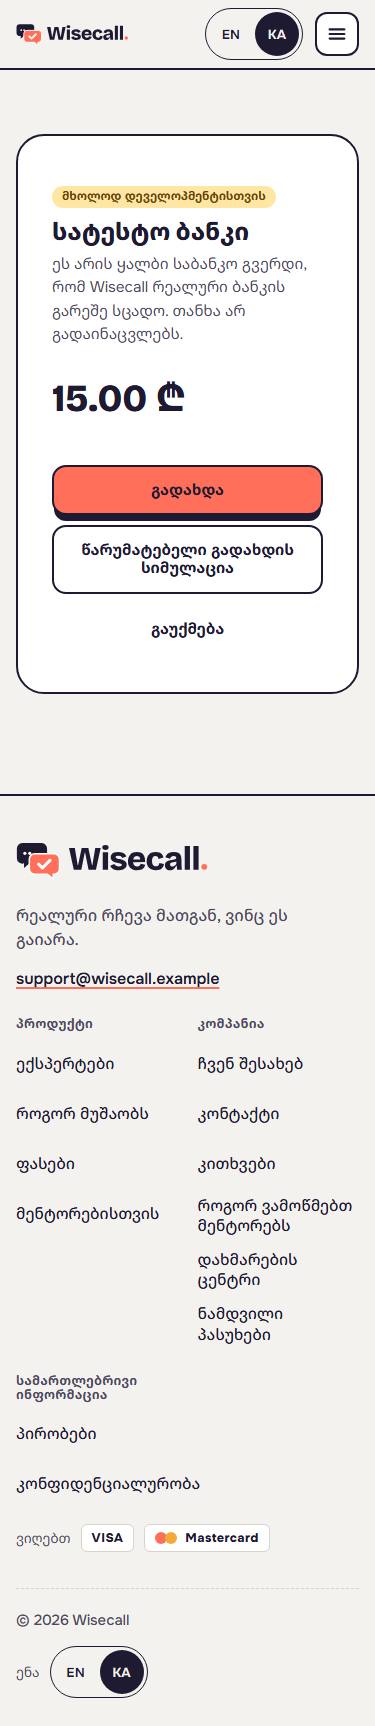 Wisecall.
EN KA
მხოლოდ დეველოპმენტისთვის
სატესტო ბანკი
ეს არის ყალბი საბანკო გვერდი,
რომ Wisecall რეალური ბანკის
გარეშე სცადო. თანხა არ
გადაინაცვლებს.
15.00 ₾
გადახდა
წარუმატებელი გადახდის
სიმულაცია
გაუქმება
Wisecall.
რეალური რჩევა მათგან, ვინც ეს
გაიარა.
support@wisecall.example
პროდუქტი
ექსპერტები
როგორ მუშაობს
ფასები
მენტორებისთვის
კომპანია
ჩვენ შესახებ
კონტაქტი
კითხვები
როგორ ვამოწმებთ
მენტორებს
დახმარების
ცენტრი
ნამდვილი
პასუხები
სამართლებრივი
ინფორმაცია
პირობები
კონფიდენციალურობა
ვიღებთ VISA Mastercard
© 2026 Wisecall
ენა EN KA